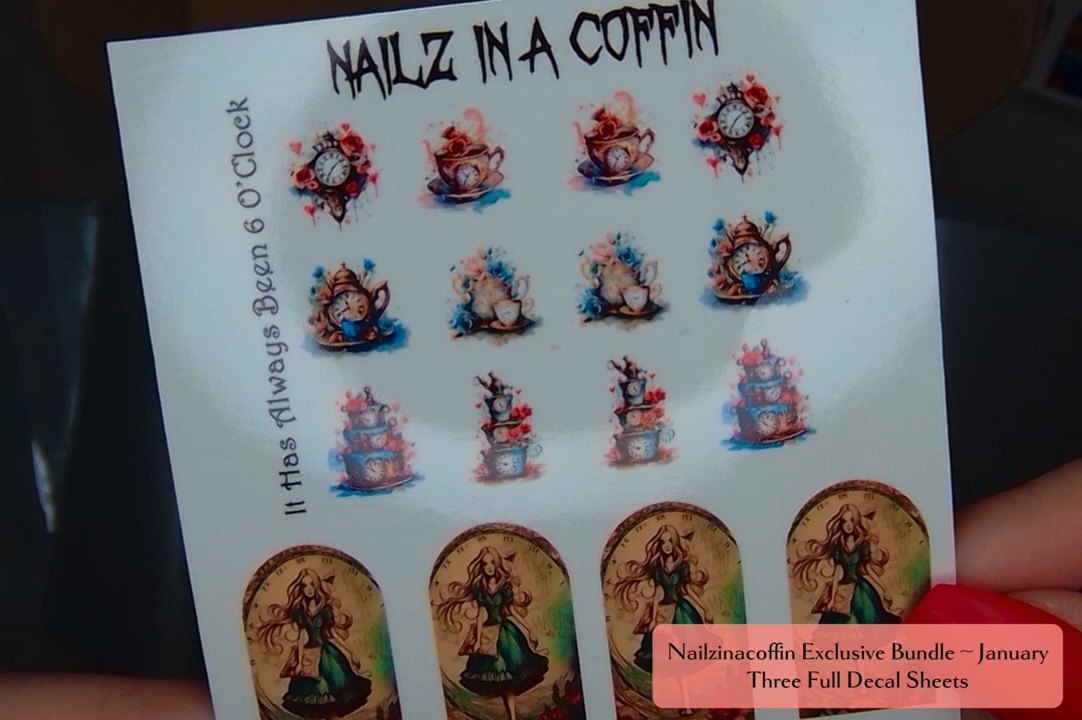 NAILZ IN A COFFIN
It Has Always Been 6 O'Clock
Nailzinacoffin Exclusive Bundle ~ January
Three Full Decal Sheets